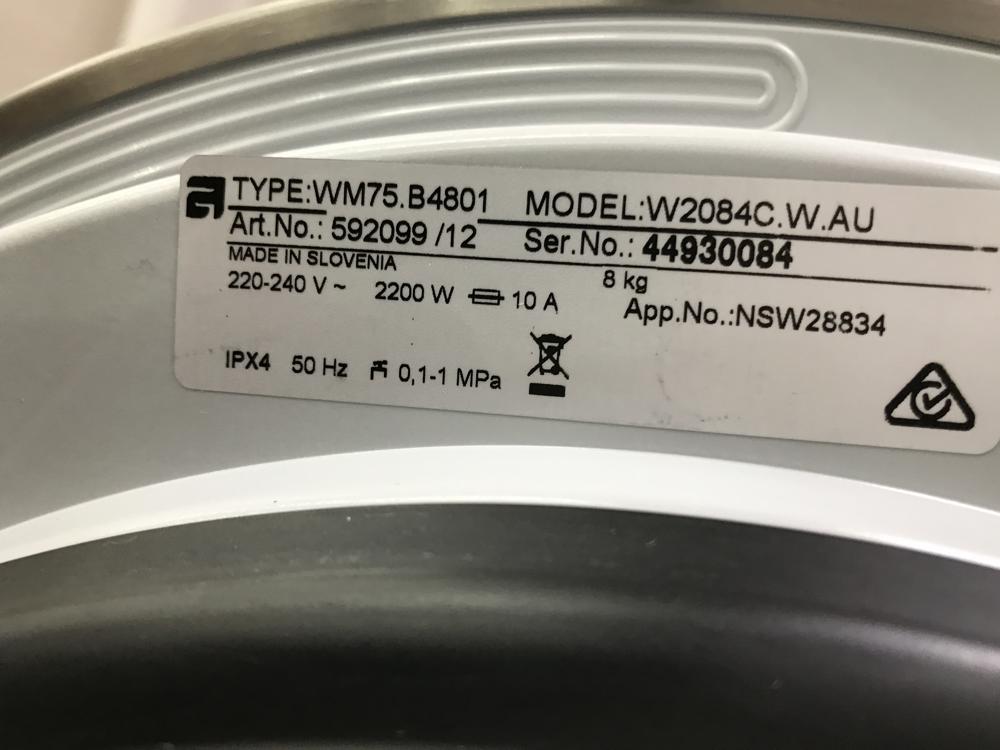 TYPE:WM75.B4801 MODEL:W2084C.W.AU
Art.No.: 592099 /12 Ser.No.: 44930084
MADE IN SLOVENIA
8 kg
220-240 V ~ 2200 W 10 A
App.No.:NSW28834
IPX4 50 Hz 0,1-1 MPa